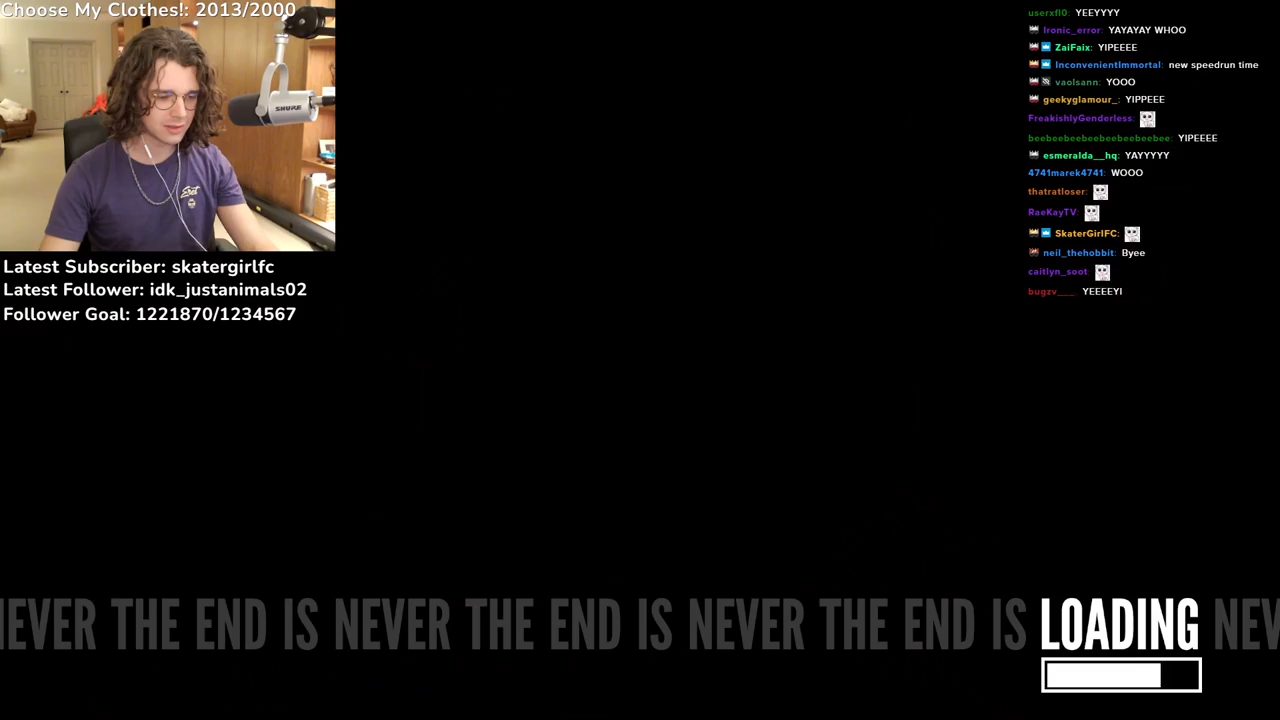 Choose My Clothes!: 2013/2000
SHURE
Eret
Latest Subscriber: skatergirlfc
Latest Follower: idk_justanimals02
Follower Goal: 1221870/1234567
userxfl0: YEEYYYY
Ironic_error: YAYAYAY WHOO
ZaiFaix: YIPEEEE
InconvenientImmortal: new speedrun time
vaolsann: YOOO
geekyglamour_: YIPPEEE
FreakishlyGenderless:
beebeebeebeebeebeebeebee: YIPEEEE
esmeralda__hq: YAYYYYY
4741marek4741: WOOO
thatratloser:
RaeKayTV:
SkaterGirlFC:
neil_thehobbit: Byee
caitlyn_soot:
bugzv____: YEEEEYI
NEVER THE END IS NEVER THE END IS NEVER THE END IS LOADING NEV